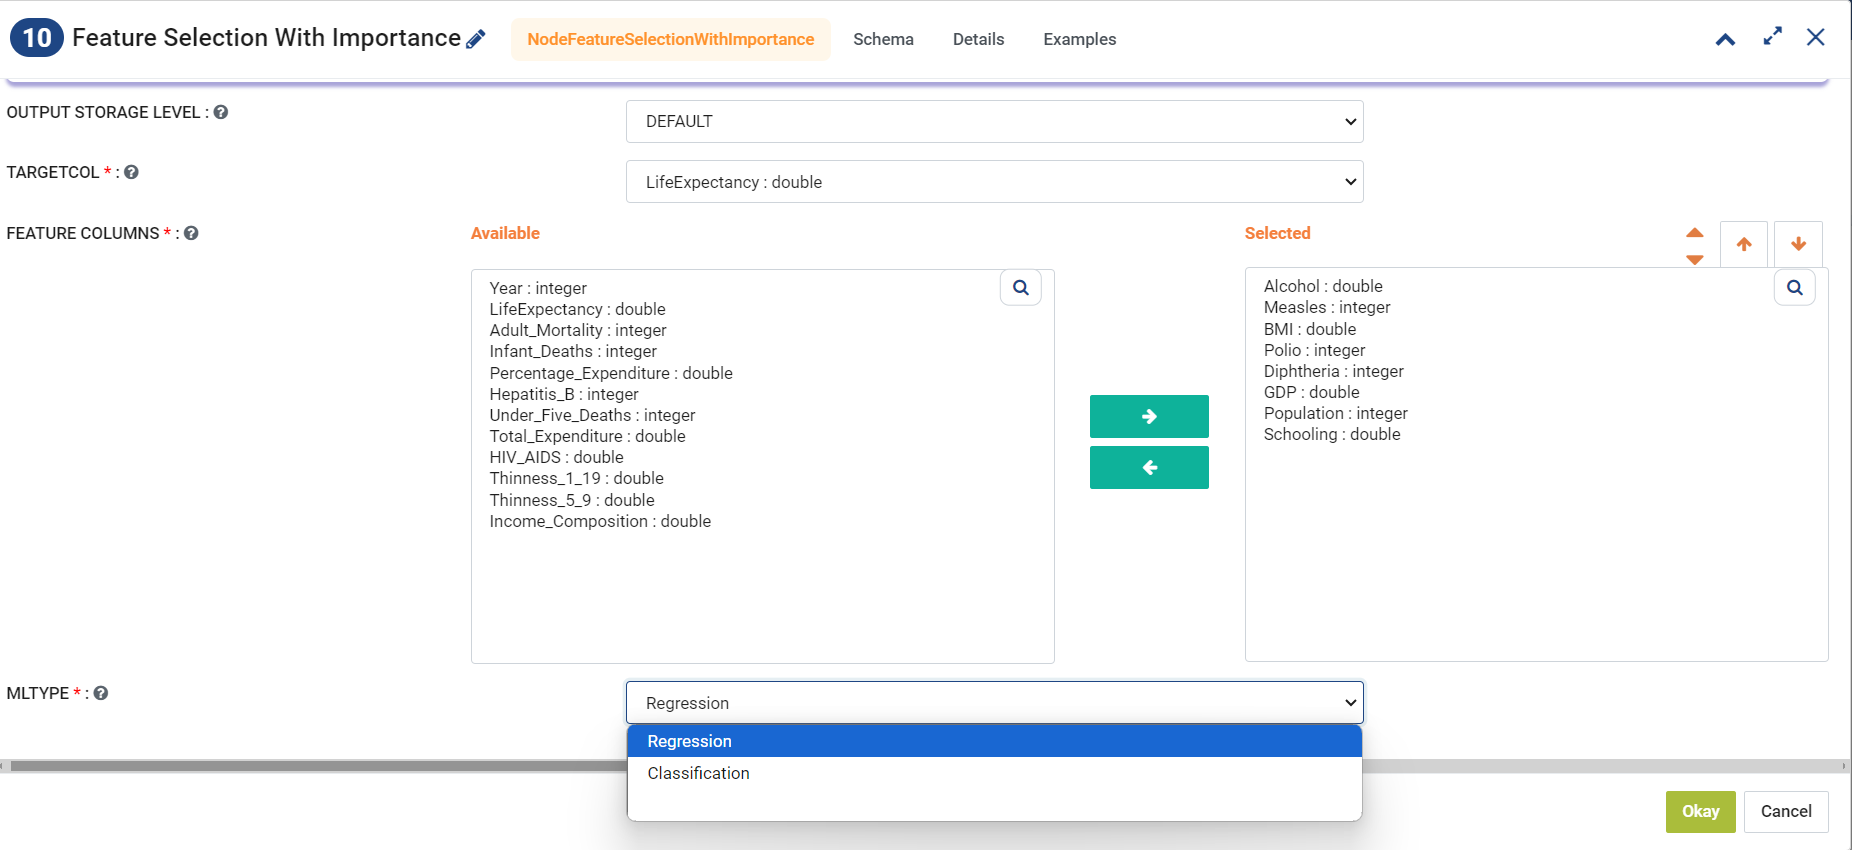 10 Feature Selection With Importance NodeFeatureSelectionWithImportance Schema Details Examples
OUTPUT STORAGE LEVEL :
DEFAULT
TARGETCOL * :
LifeExpectancy : double
FEATURE COLUMNS * :
Available
Year : integer
LifeExpectancy : double
Adult_Mortality : integer
Infant_Deaths : integer
Percentage_Expenditure : double
Hepatitis_B : integer
Under_Five_Deaths : integer
Total_Expenditure : double
HIV_AIDS : double
Thinness_1_19 : double
Thinness_5_9 : double
Income_Composition : double
Selected
Alcohol : double
Measles : integer
BMI : double
Polio : integer
Diphtheria : integer
GDP : double
Population : integer
Schooling : double
MLTYPE * :
Regression
Regression
Classification
Okay Cancel